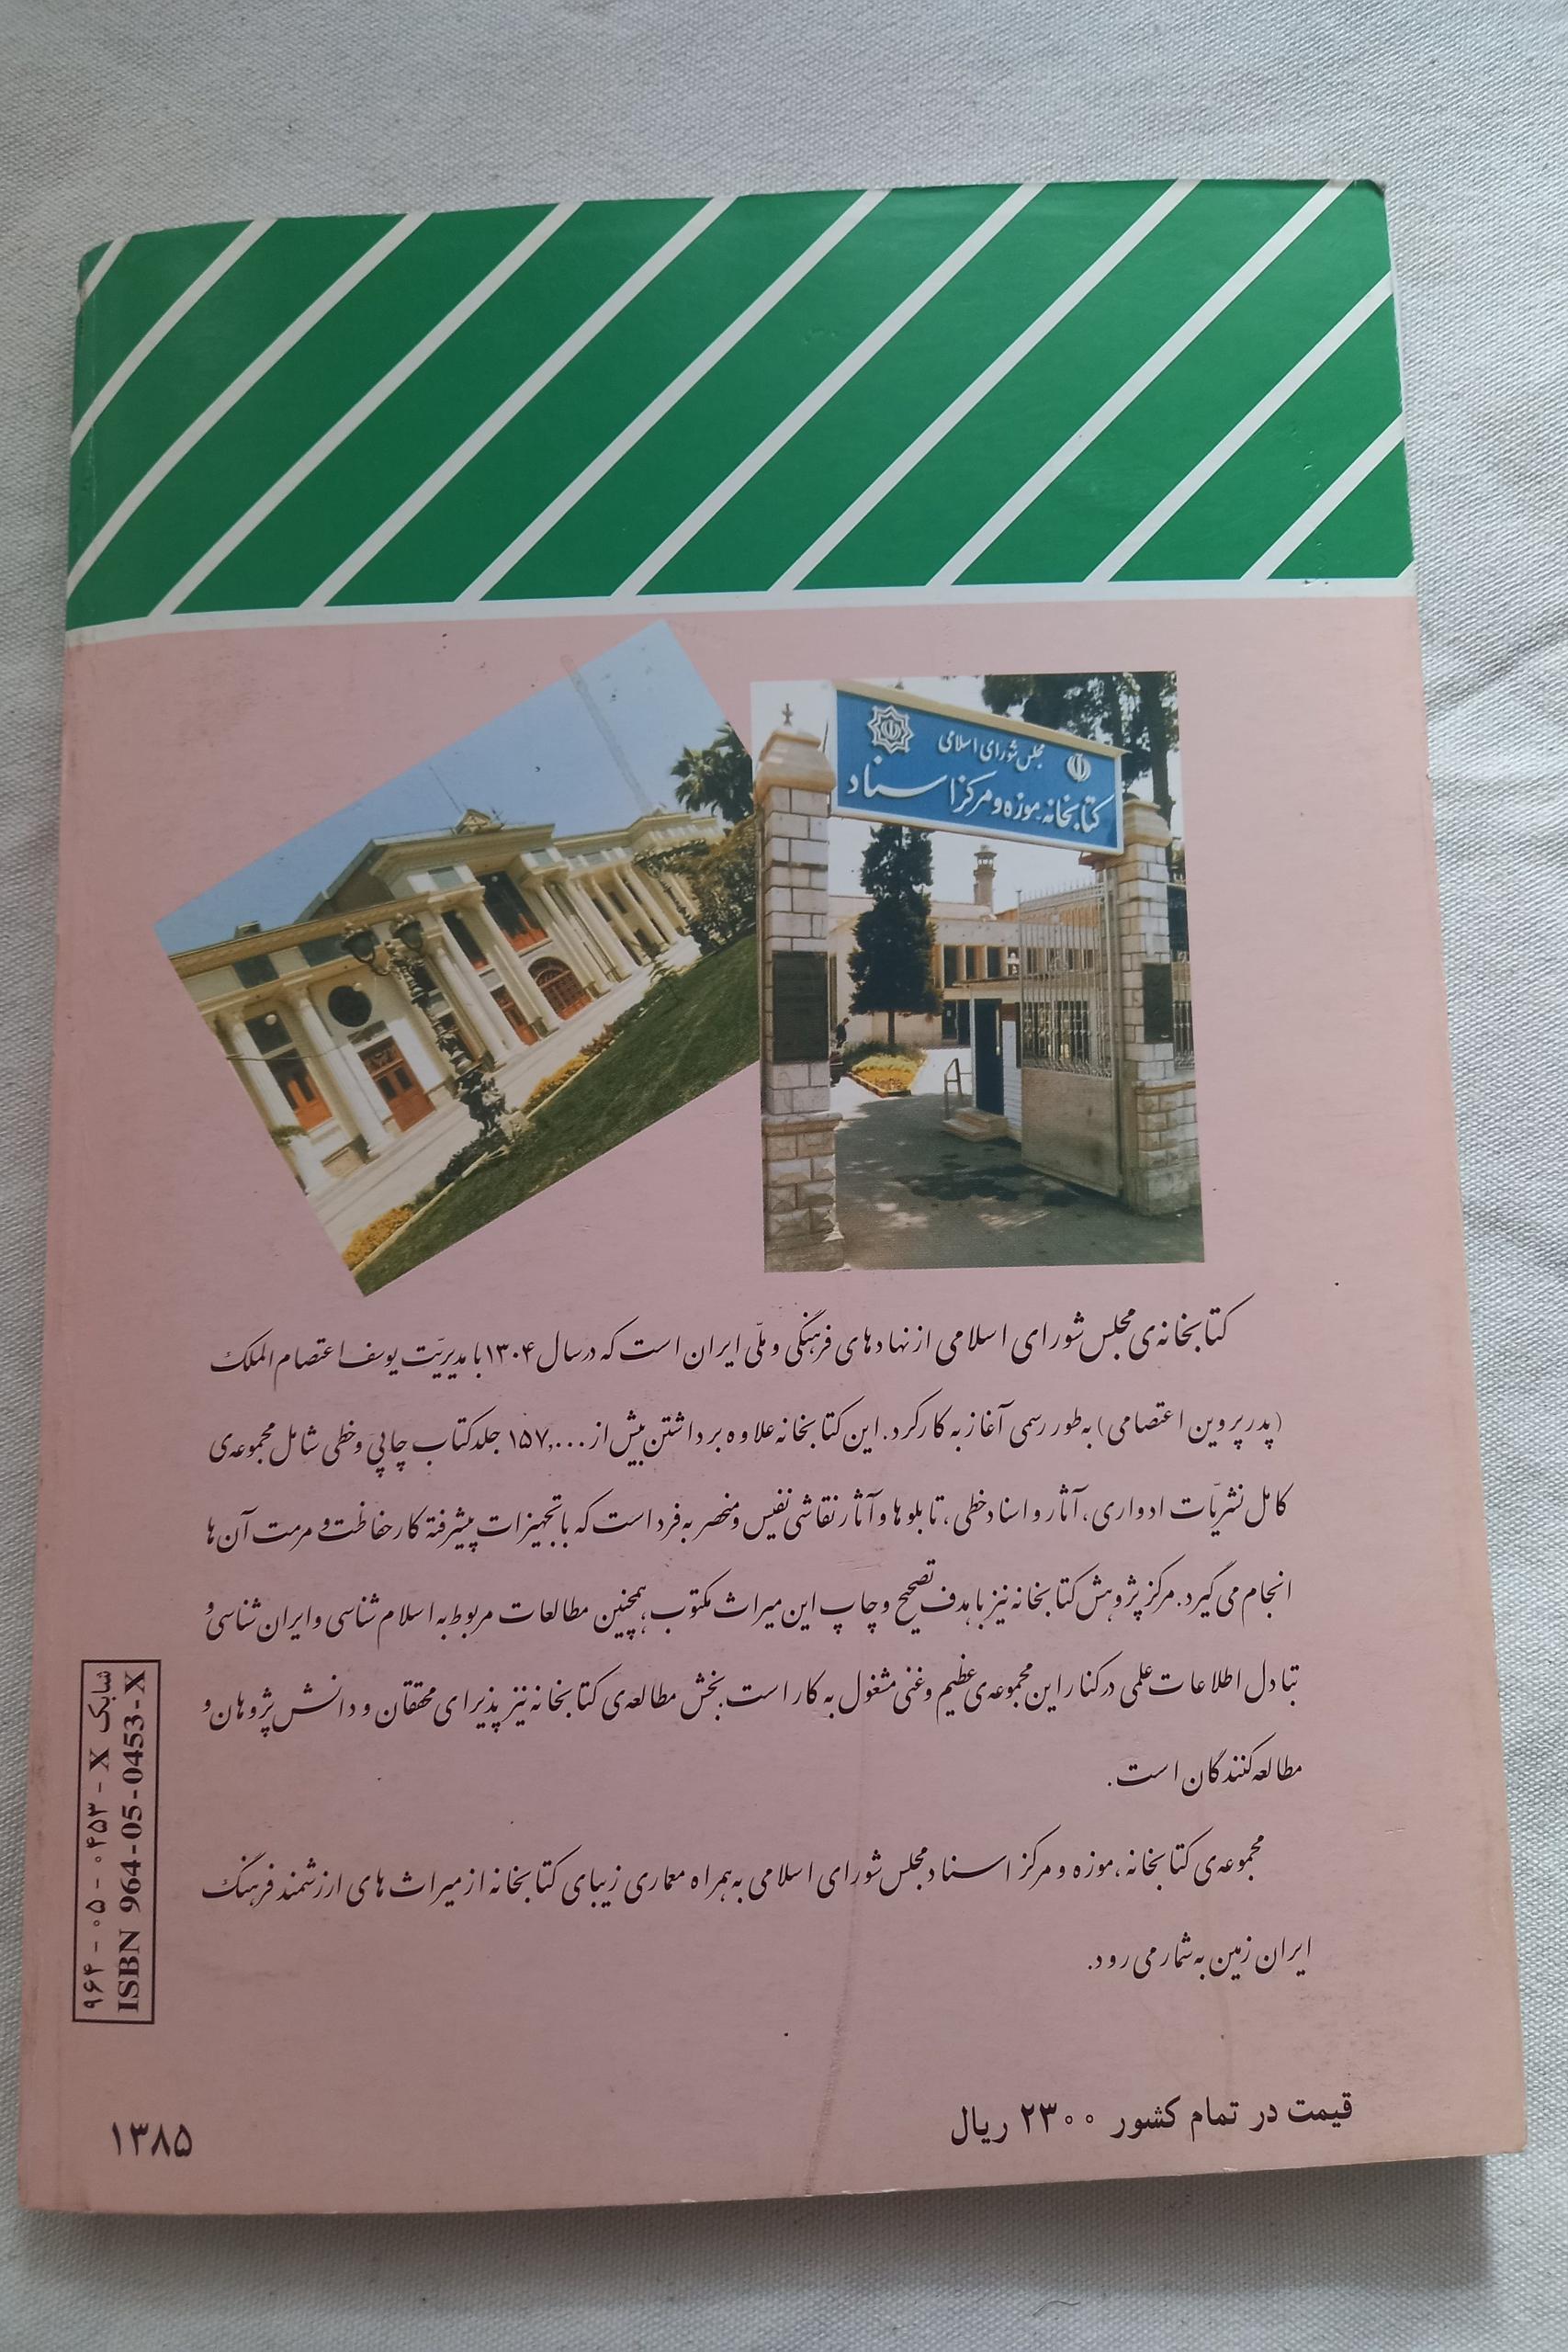 مجلس شورای اسلامی
کتابخانه موزه و مرکز اسناد
کتابخانه‌ی مجلس شورای اسلامی از نهادهای فرهنگی و ملّی ایران است که در سال ۱۳۰۴ با مدیریّت یوسف اعتصام الملک
(پدر پروین اعتصامی) به طور رسمی آغاز به کار کرد. این کتابخانه علاوه بر داشتن بیش از ۱۵۷,۰۰۰ جلد کتاب چاپی و خطی شامل مجموعه‌ی
کامل نشریّات ادواری، آثار و اسناد خطی، تابلوها و آثار نقاشی نفیس و منحصر به فرد است که با تجهیزات پیشرفتهٔ کار حفاظت و مرمت آن ها
انجام می گیرد. مرکز پژوهش کتابخانه نیز با هدف تصحیح و چاپ این میراث مکتوب، همچنین مطالعات مربوط به اسلام شناسی و ایران شناسی و
تبادل اطلاعات علمی در کنار این مجموعه‌ی عظیم و غنی مشغول به کار است. بخش مطالعه‌ی کتابخانه نیز پذیرای محققان و دانش پژوهان و
مطالعه کنندگان است.
مجموعه‌ی کتابخانه، موزه و مرکز اسناد مجلس شورای اسلامی به همراه معماری زیبای کتابخانه از میراث های ارزشمند فرهنگ
ایران زمین به شمار می رود.
شابک X - ۰۴۵۳ - ۰۵ - ۹۶۴
ISBN 964-05-0453-X
قیمت در تمام کشور ۲۳۰۰ ریال
۱۳۸۵